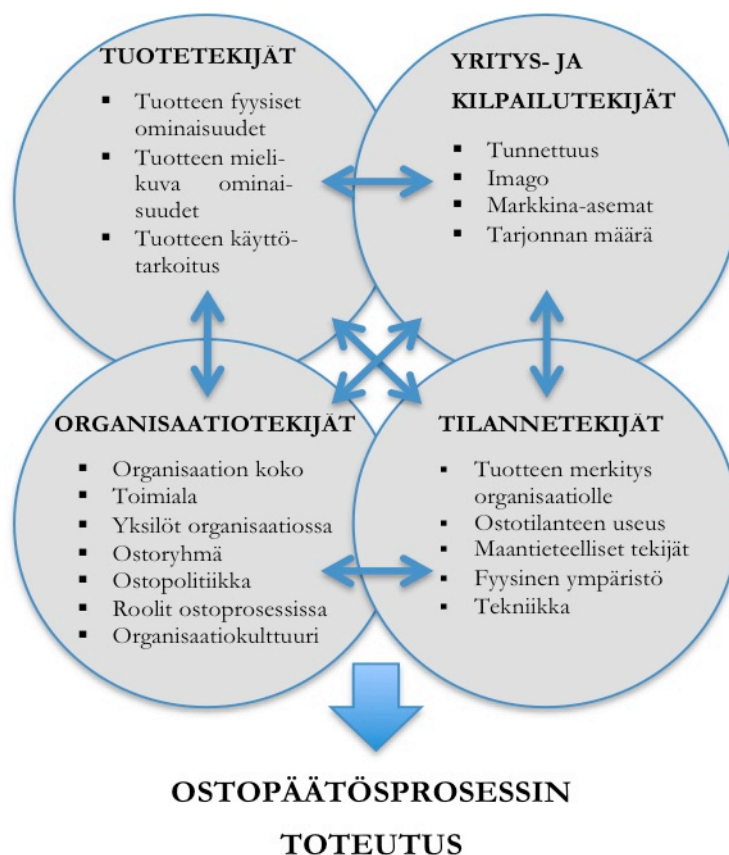 TUOTETEKIJÄT
▪ Tuotteen fyysiset
ominaisuudet
▪ Tuotteen mieli-
kuva ominai-
suudet
▪ Tuotteen käyttö-
tarkoitus
YRITYS- JA
KILPAILUTEKIJÄT
▪ Tunnettuus
▪ Imago
▪ Markkina-asemat
▪ Tarjonnan määrä
ORGANISAATIOTEKIJÄT
▪ Organisaation koko
▪ Toimiala
▪ Yksilöt organisaatiossa
▪ Ostoryhmä
▪ Ostopolitiikka
▪ Roolit ostoprosessissa
▪ Organisaatiokulttuuri
TILANNETEKIJÄT
▪ Tuotteen merkitys
organisaatiolle
▪ Ostotilanteen useus
▪ Maantieteelliset tekijät
▪ Fyysinen ympäristö
▪ Tekniikka
OSTOPÄÄTÖSPROSESSIN
TOTEUTUS